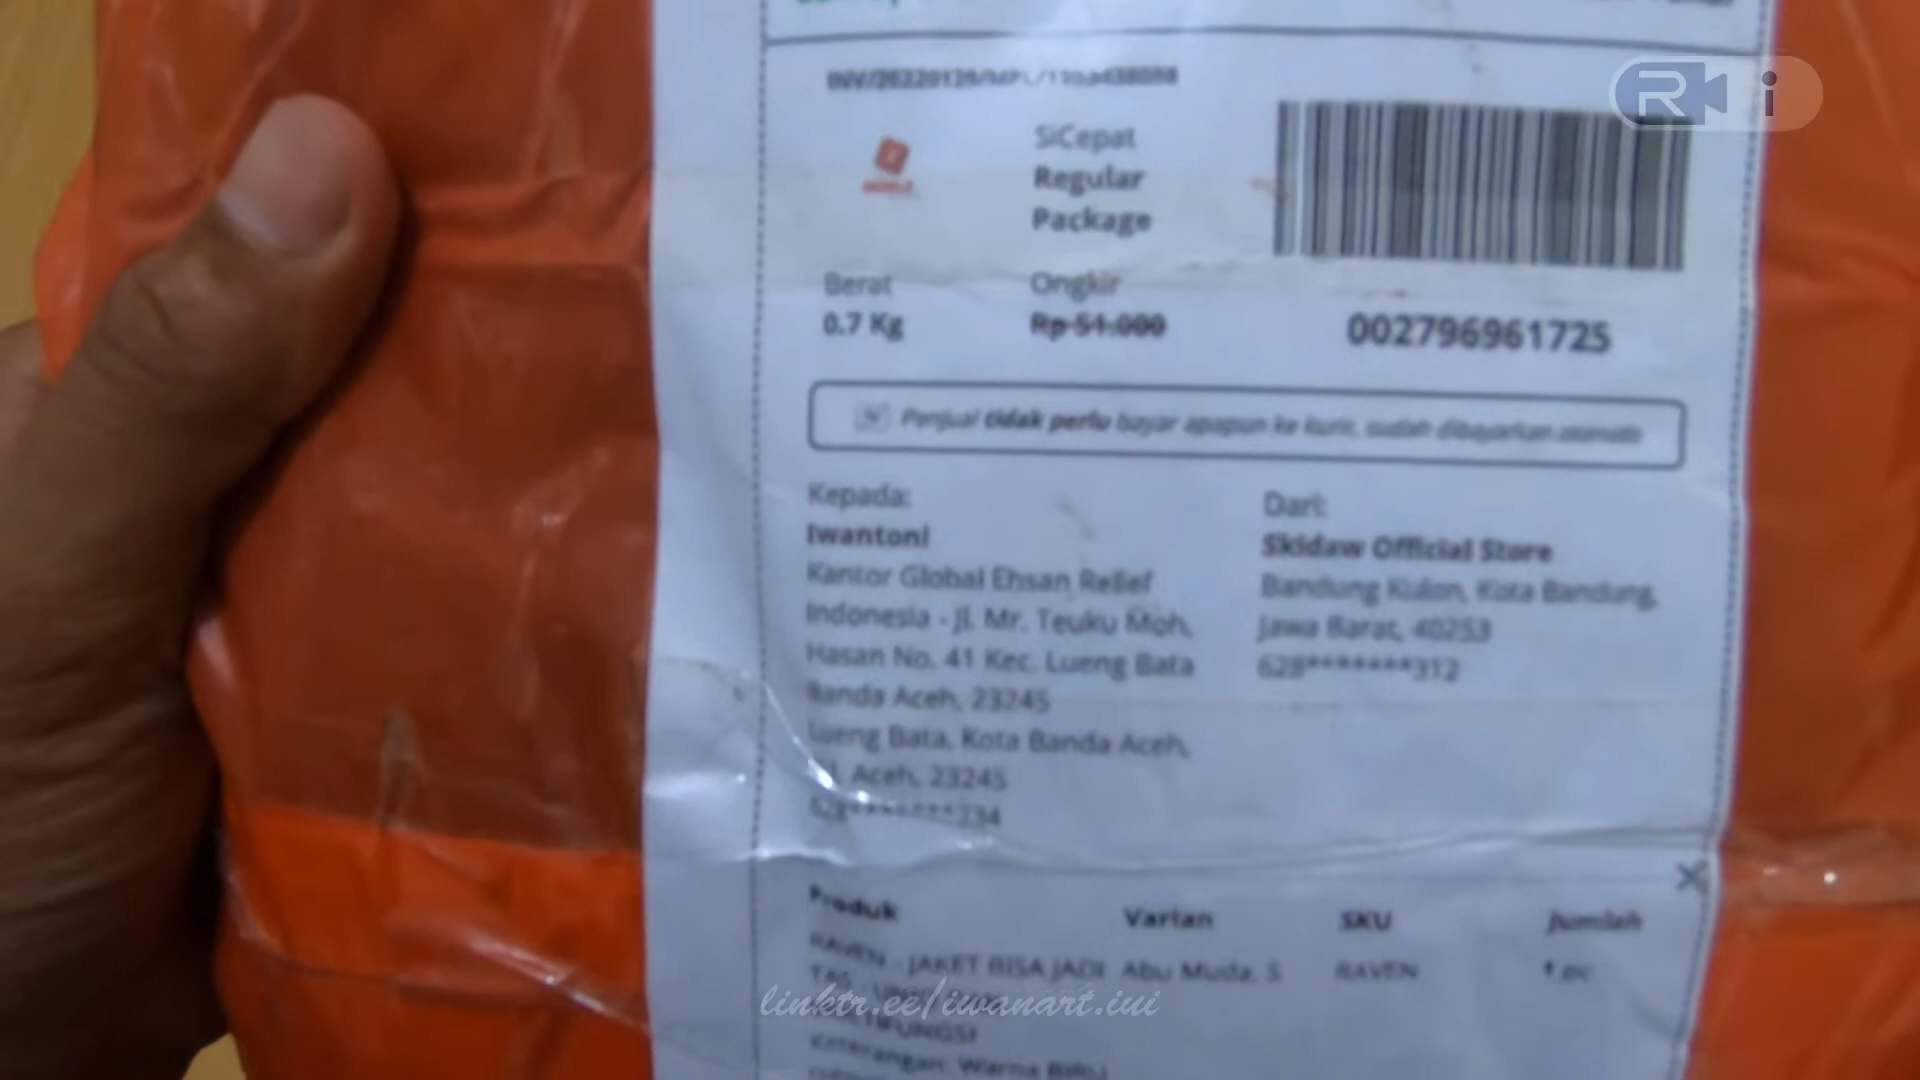 SiCepat
Regular
Package
Berat
0.7 Kg
Ongkir
Rp 51.000
002796961725
Penjual tidak perlu bayar apapun ke kurir, sudah dibayarkan otomatis
Kepada:
Iwantoni
Kantor Global Ehsan Relief
Indonesia - Jl. Mr. Teuku Moh.
Hasan No. 41 Kec. Lueng Bata
Banda Aceh, 23245
Lueng Bata, Kota Banda Aceh,
Aceh, 23245
Dari:
Skidaw Official Store
Bandung Kulon, Kota Bandung,
Jawa Barat, 40253
628*******312
Produk Varian SKU Jumlah
RAVEN - JAKET BISA JADI Abu Muda, S RAVEN 1 pc
Keterangan: Warna BIRU
linktr.ee/iwanart.iui
R i